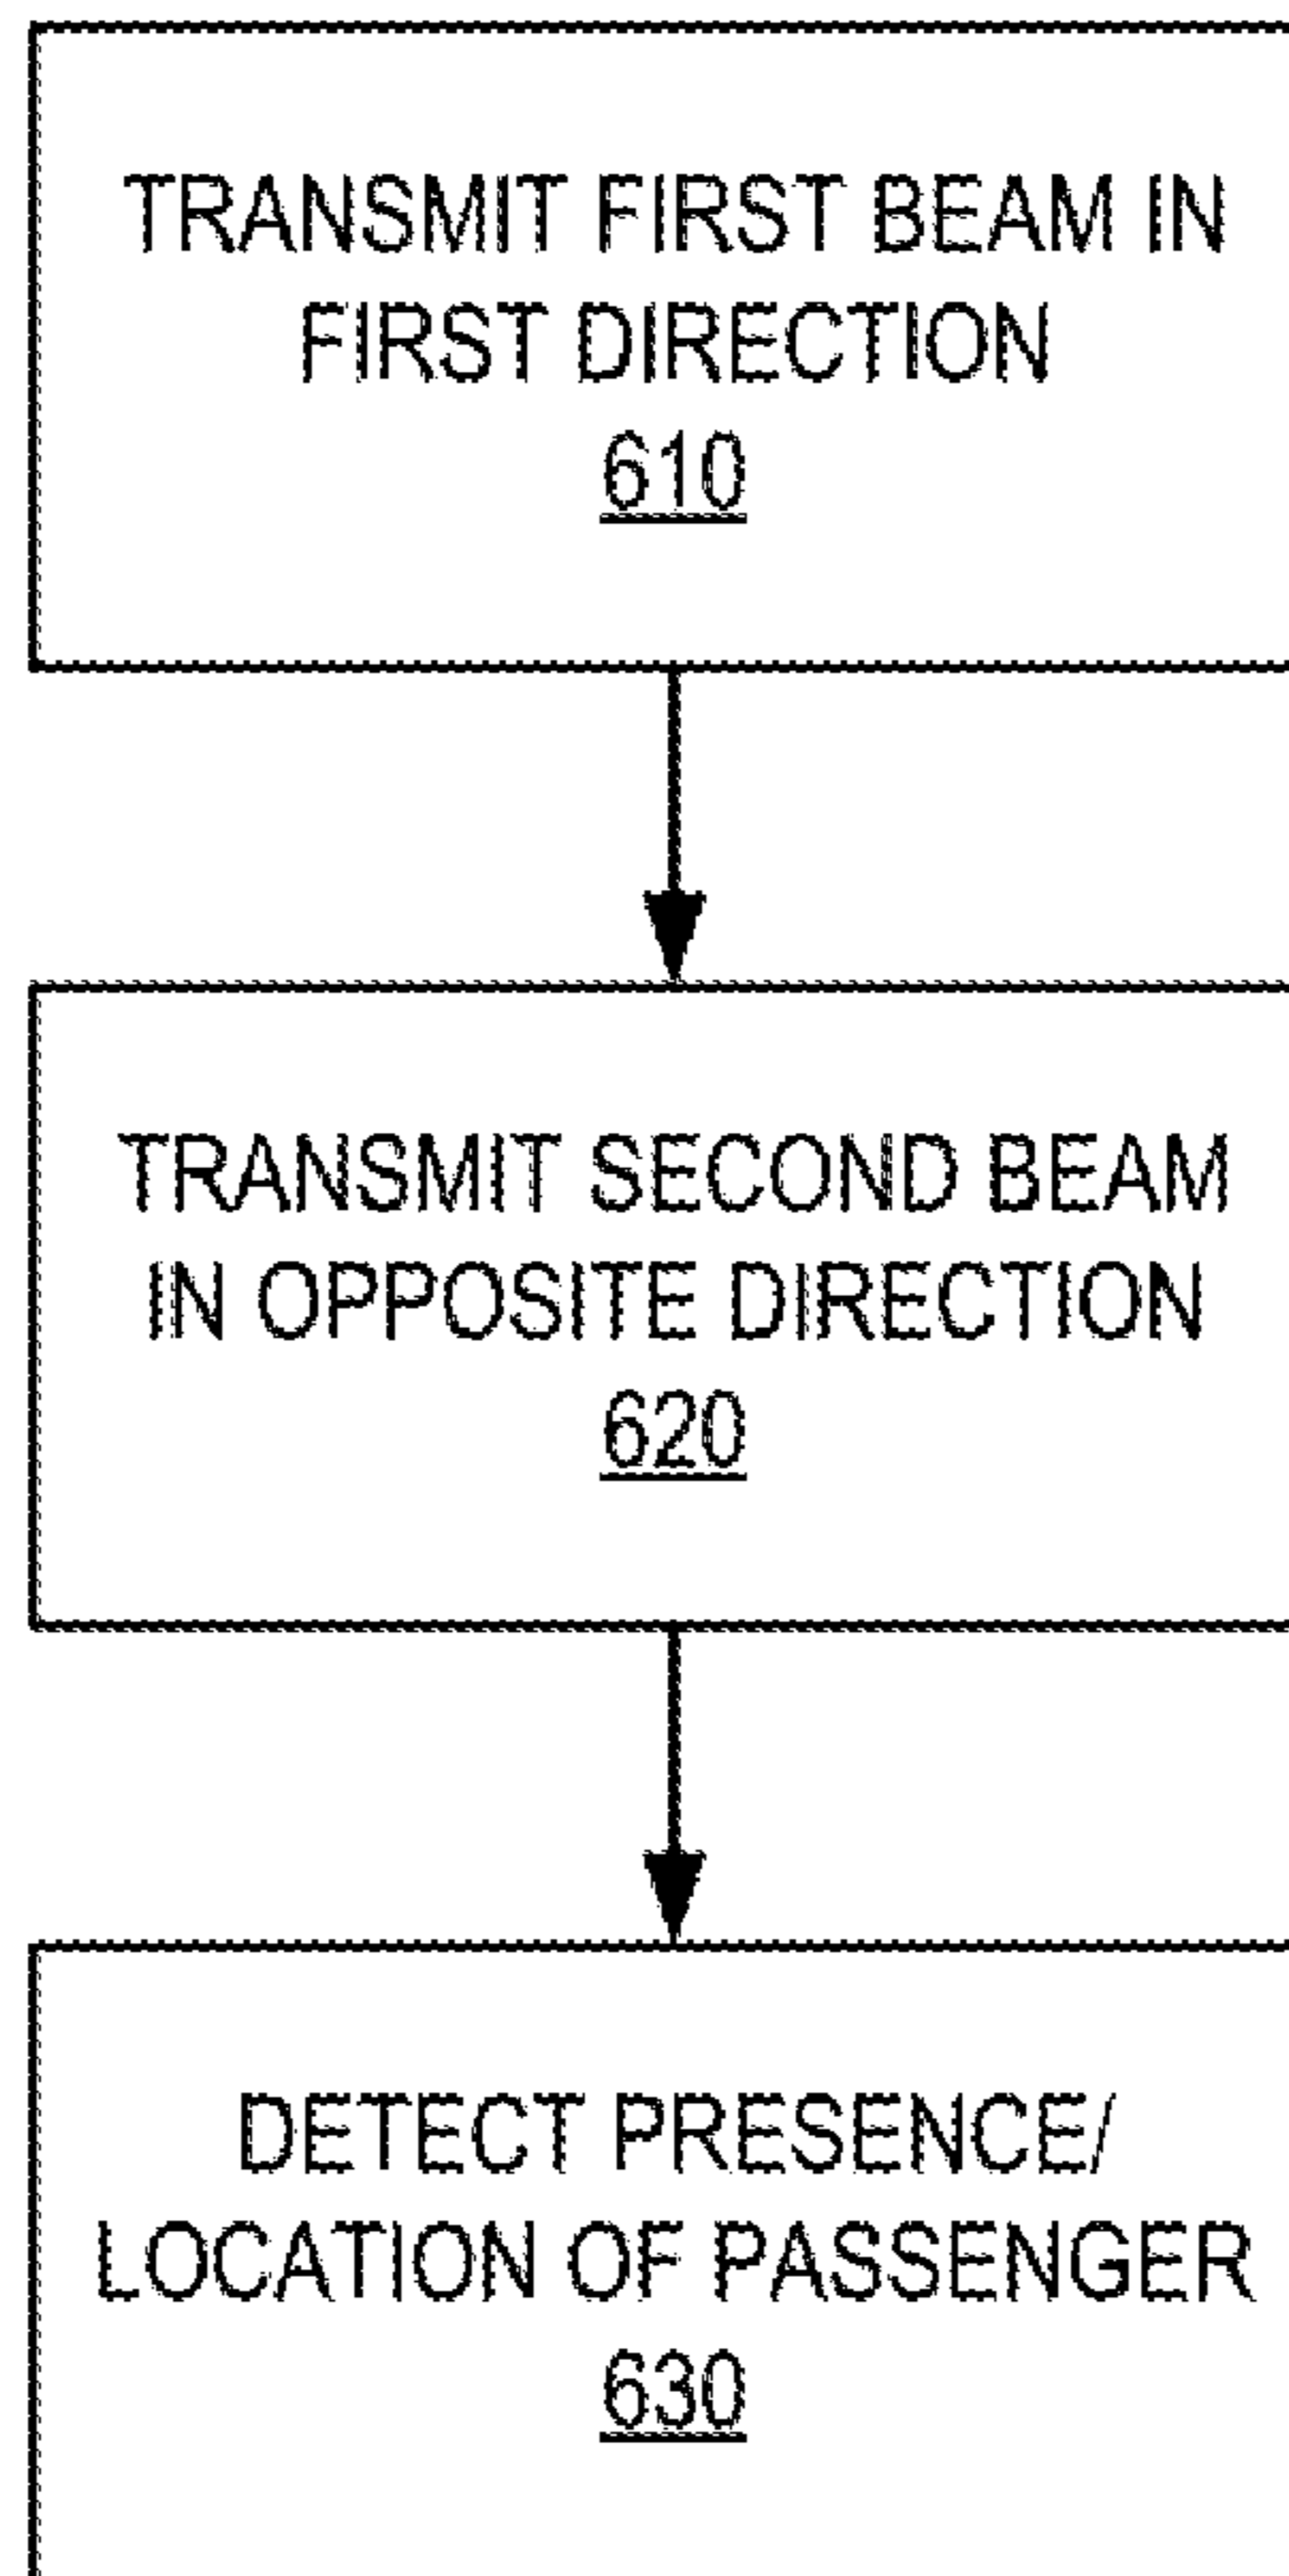 TRANSMIT FIRST BEAM IN
FIRST DIRECTION
610
TRANSMIT SECOND BEAM
IN OPPOSITE DIRECTION
620
DETECT PRESENCE/
LOCATION OF PASSENGER
630